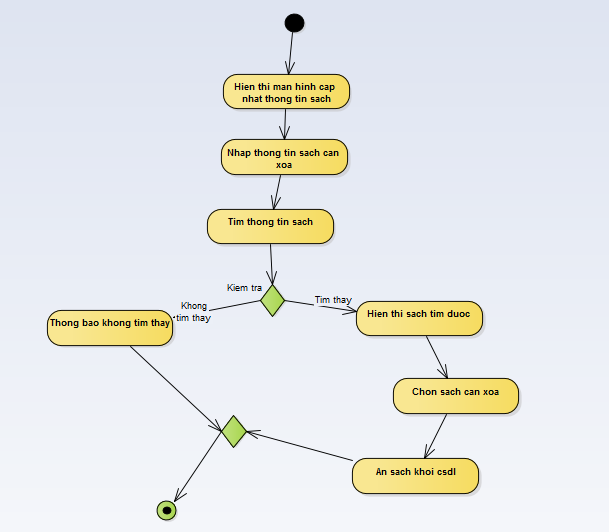 Hien thi man hinh cap
nhat thong tin sach
Nhap thong tin sach can
xoa
Tim thong tin sach
Kiem tra
Khong
tim thay
Tim thay
Thong bao khong tim thay
Hien thi sach tim duoc
Chon sach can xoa
An sach khoi csdl